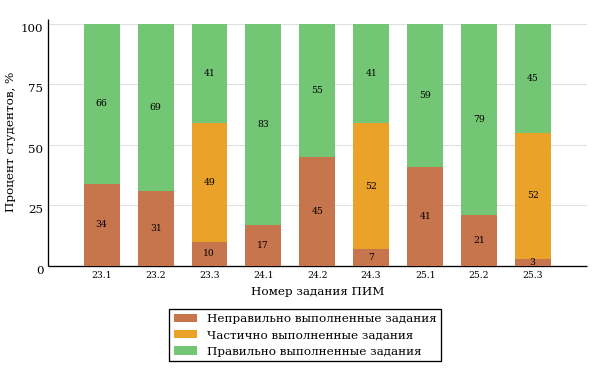 Процент студентов, %
100
75
50
25
0
66 69 41 83 55 41 59 79 45
49 52 52
34 31 10 17 45 7 41 21 3
23.1 23.2 23.3 24.1 24.2 24.3 25.1 25.2 25.3
Номер задания ПИМ
Неправильно выполненные задания
Частично выполненные задания
Правильно выполненные задания